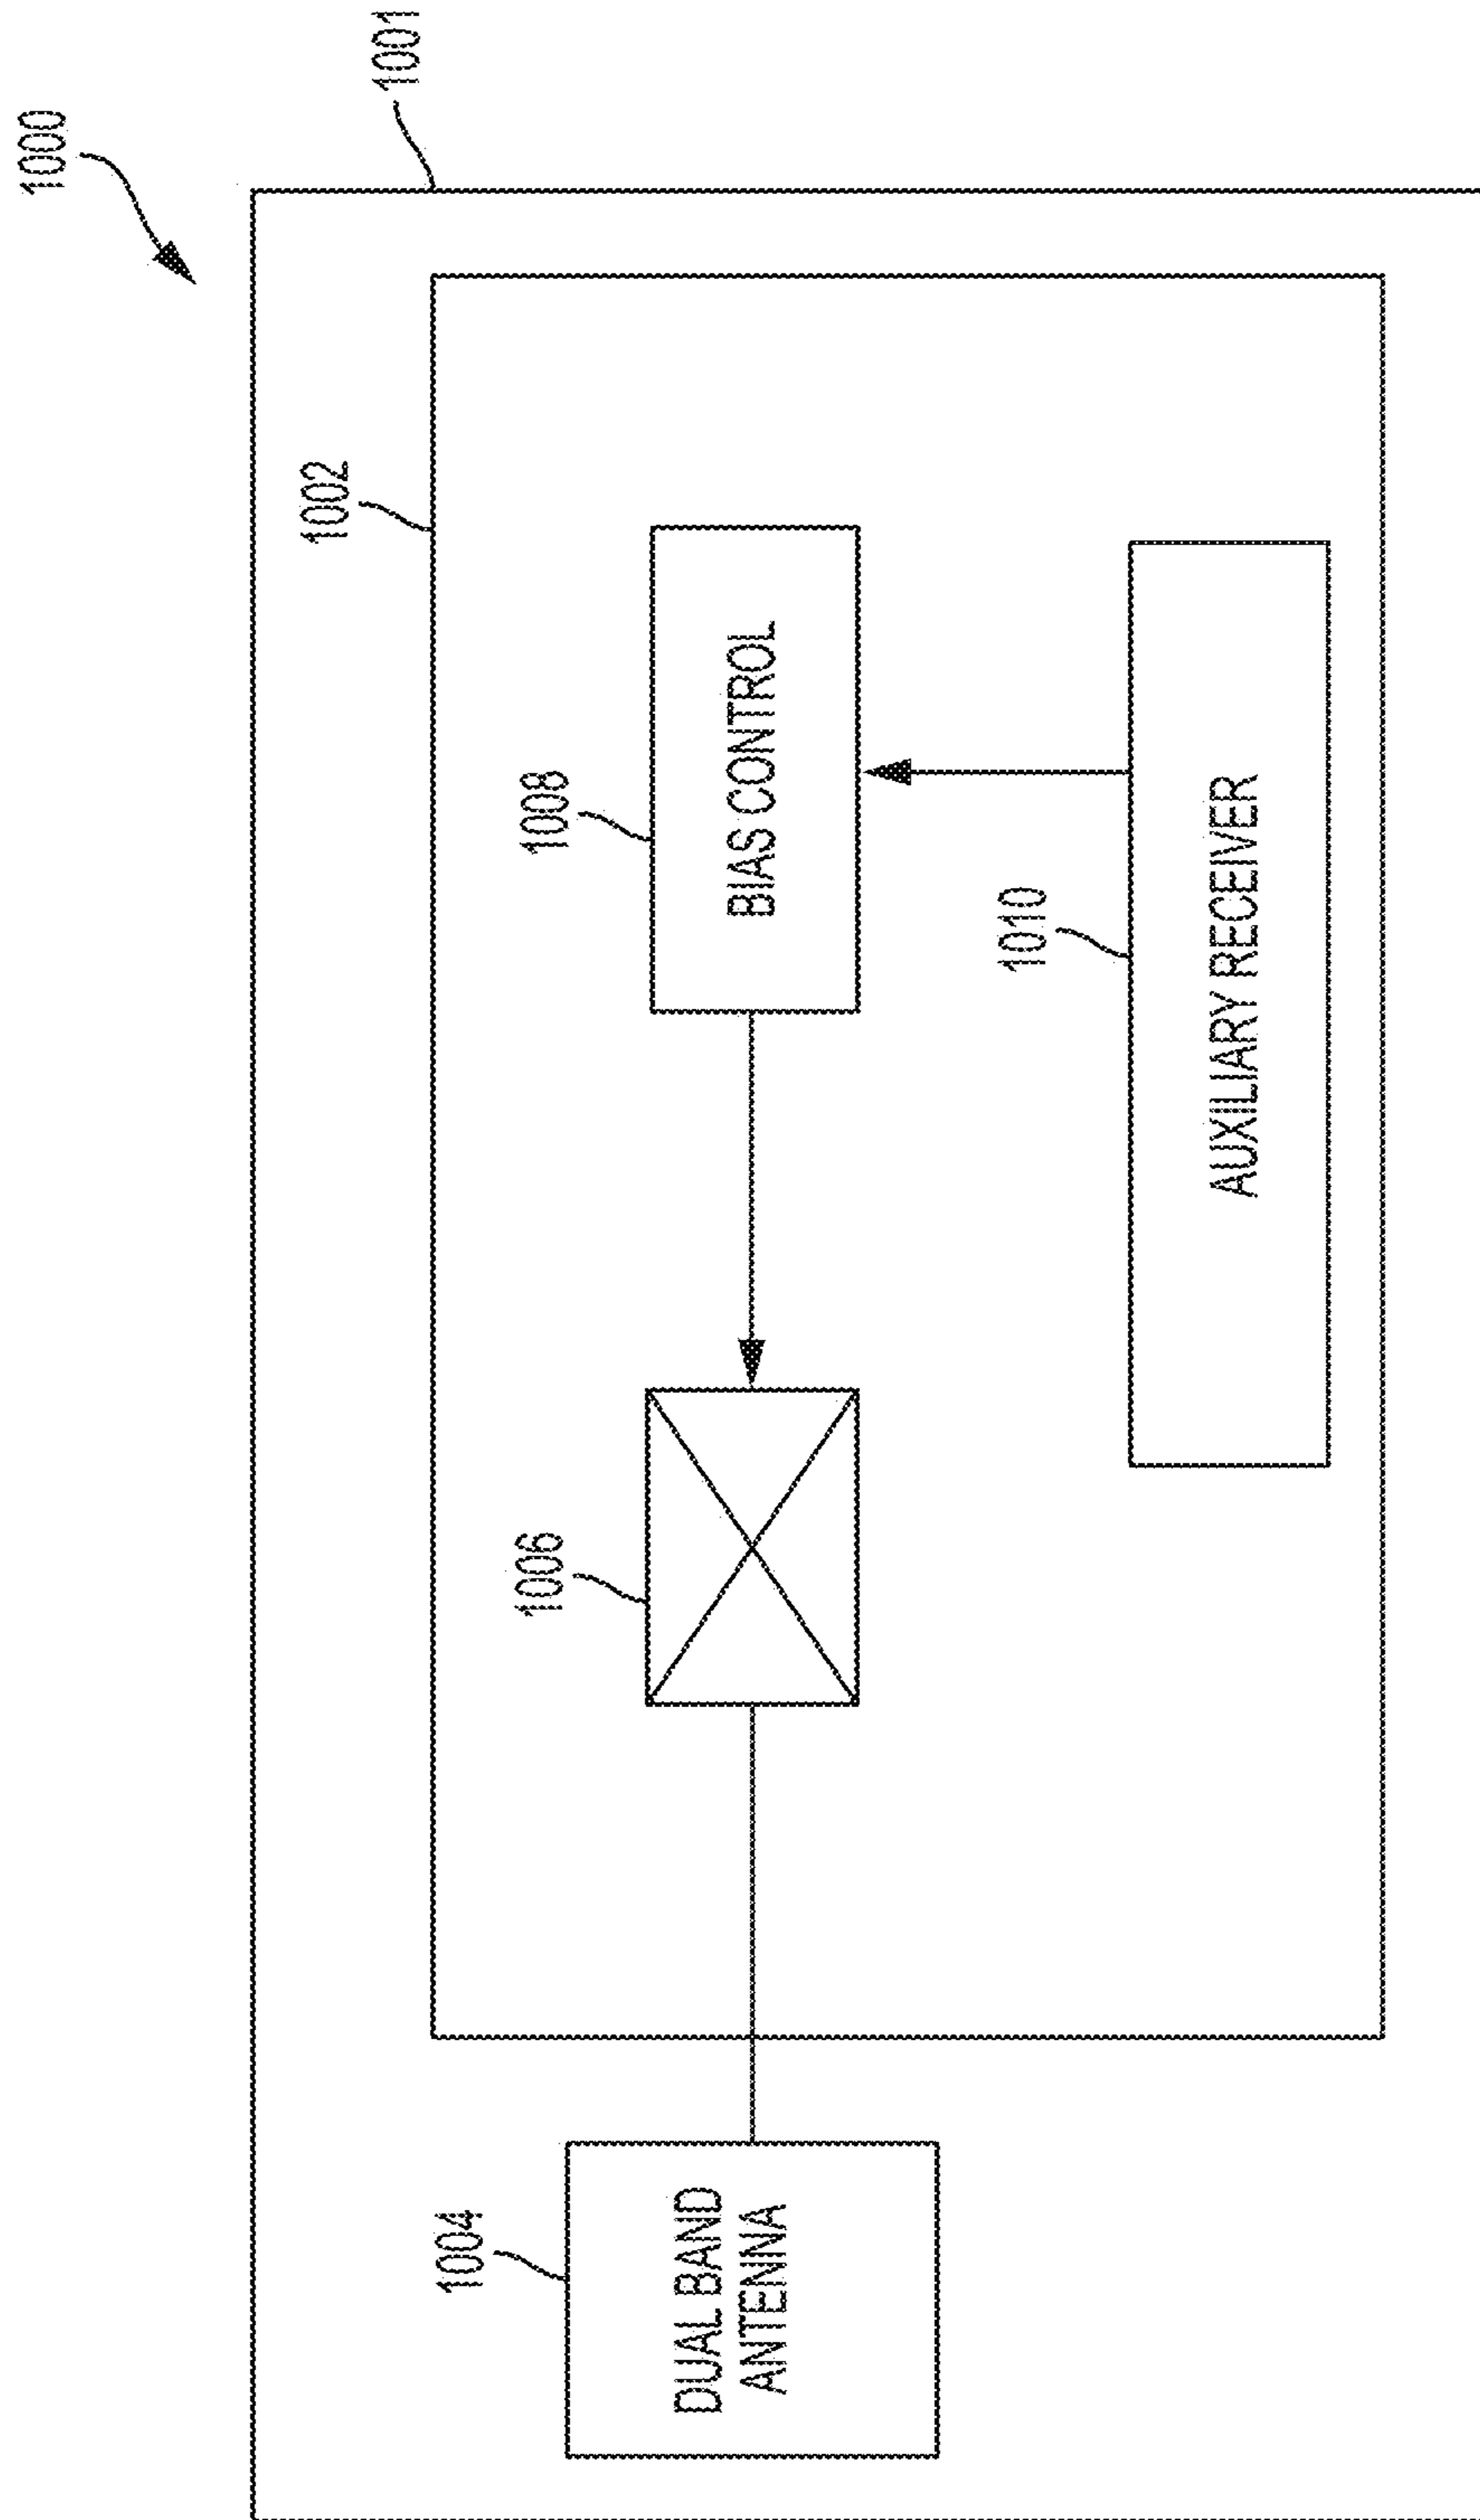 1000
1001
1002
1004
DUAL BAND
ANTENNA
1006
1008
BIAS CONTROL
1010
AUXILIARY RECEIVER